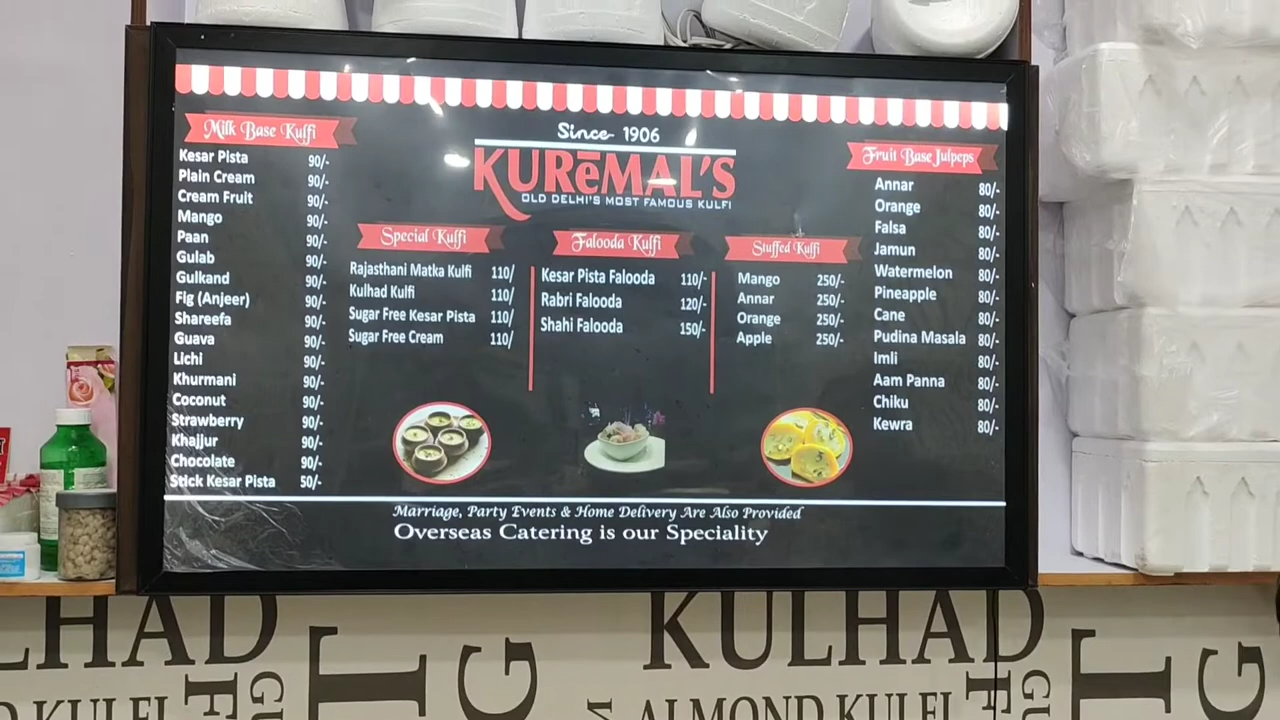 Since 1906
KURēMAL'S
OLD DELHI'S MOST FAMOUS KULFI
Milk Base Kulfi
Kesar Pista 90/-
Plain Cream 90/-
Cream Fruit 90/-
Mango 90/-
Paan 90/-
Gulab 90/-
Gulkand 90/-
Fig (Anjeer) 90/-
Shareefa 90/-
Guava 90/-
Lichi 90/-
Khurmani 90/-
Coconut 90/-
Strawberry 90/-
Khajjur 90/-
Chocolate 90/-
Stick Kesar Pista 50/-
Special Kulfi
Rajasthani Matka Kulfi 110/
Kulhad Kulfi 110/
Sugar Free Kesar Pista 110/
Sugar Free Cream 110/
Falooda Kulfi
Kesar Pista Falooda 110/-
Rabri Falooda 120/-
Shahi Falooda 150/-
Stuffed Kulfi
Mango 250/-
Annar 250/-
Orange 250/-
Apple 250/-
Fruit Base Julpeps
Annar 80/-
Orange 80/-
Falsa 80/-
Jamun 80/-
Watermelon 80/-
Pineapple 80/-
Cane 80/-
Pudina Masala 80/-
Imli 80/-
Aam Panna 80/-
Chiku 80/-
Kewra 80/-
Marriage, Party Events & Home Delivery Are Also Provided
Overseas Catering is our Speciality
KULHAD
ALMOND KULFI